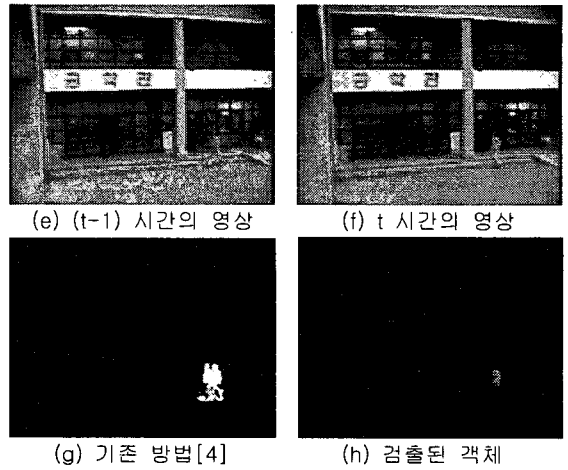 (e) (t-1) 시간의 영상
(f) t 시간의 영상
(g) 기존 방법[4]
(h) 검출된 객체